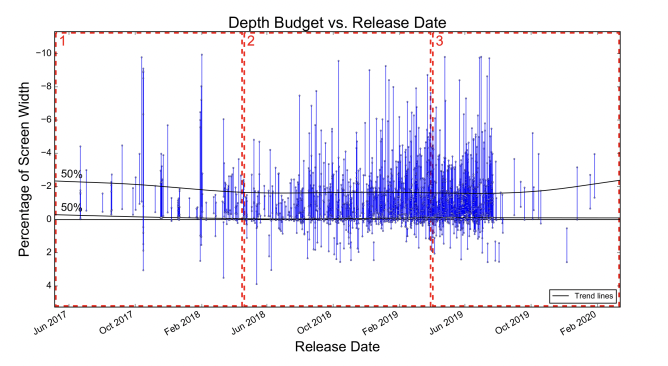 Depth Budget vs. Release Date
1
2
3
−10
−8
−6
−4
−2
0
2
4
50%
50%
Percentage of Screen Width
Trend lines
Jun 2017
Oct 2017
Feb 2018
Jun 2018
Oct 2018
Feb 2019
Jun 2019
Oct 2019
Feb 2020
Release Date